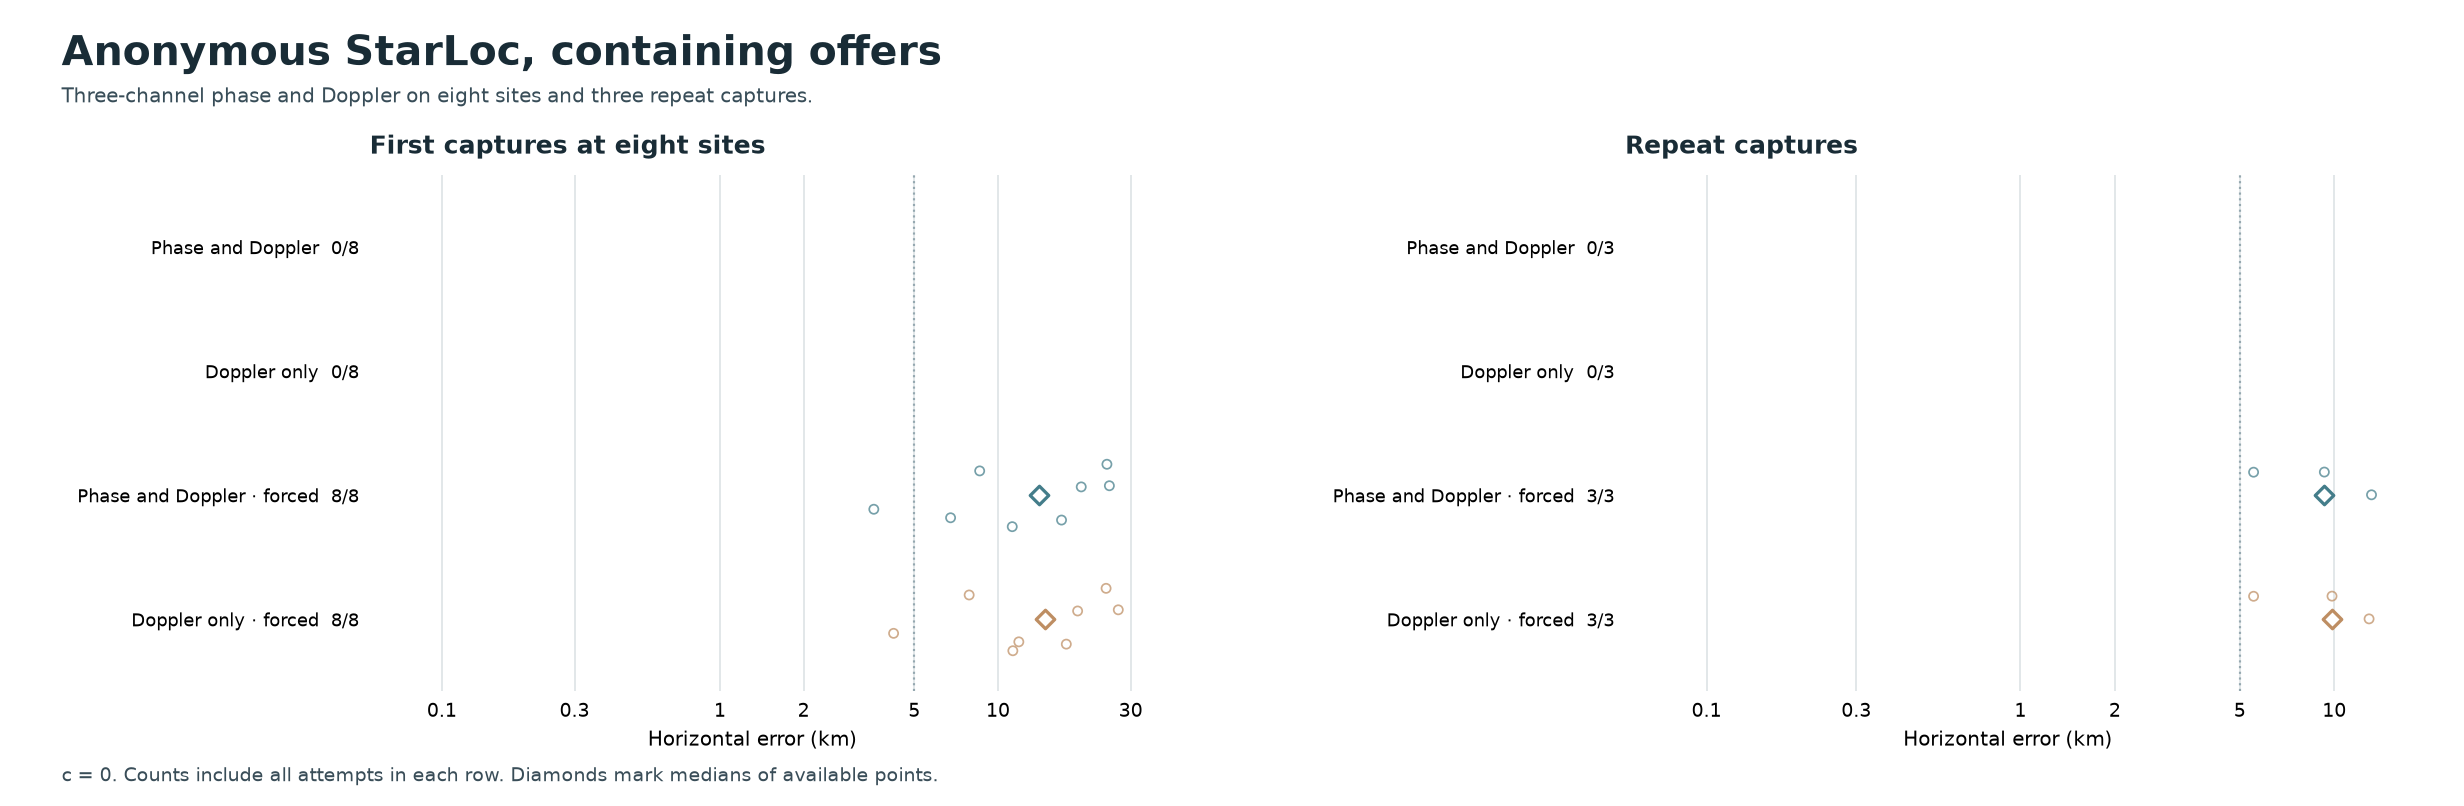 Anonymous StarLoc, containing offers
Three-channel phase and Doppler on eight sites and three repeat captures.
First captures at eight sites
Phase and Doppler 0/8
Doppler only 0/8
Phase and Doppler · forced 8/8
Doppler only · forced 8/8
0.1 0.3 1 2 5 10 30
Horizontal error (km)
Repeat captures
Phase and Doppler 0/3
Doppler only 0/3
Phase and Doppler · forced 3/3
Doppler only · forced 3/3
0.1 0.3 1 2 5 10
Horizontal error (km)
c = 0. Counts include all attempts in each row. Diamonds mark medians of available points.